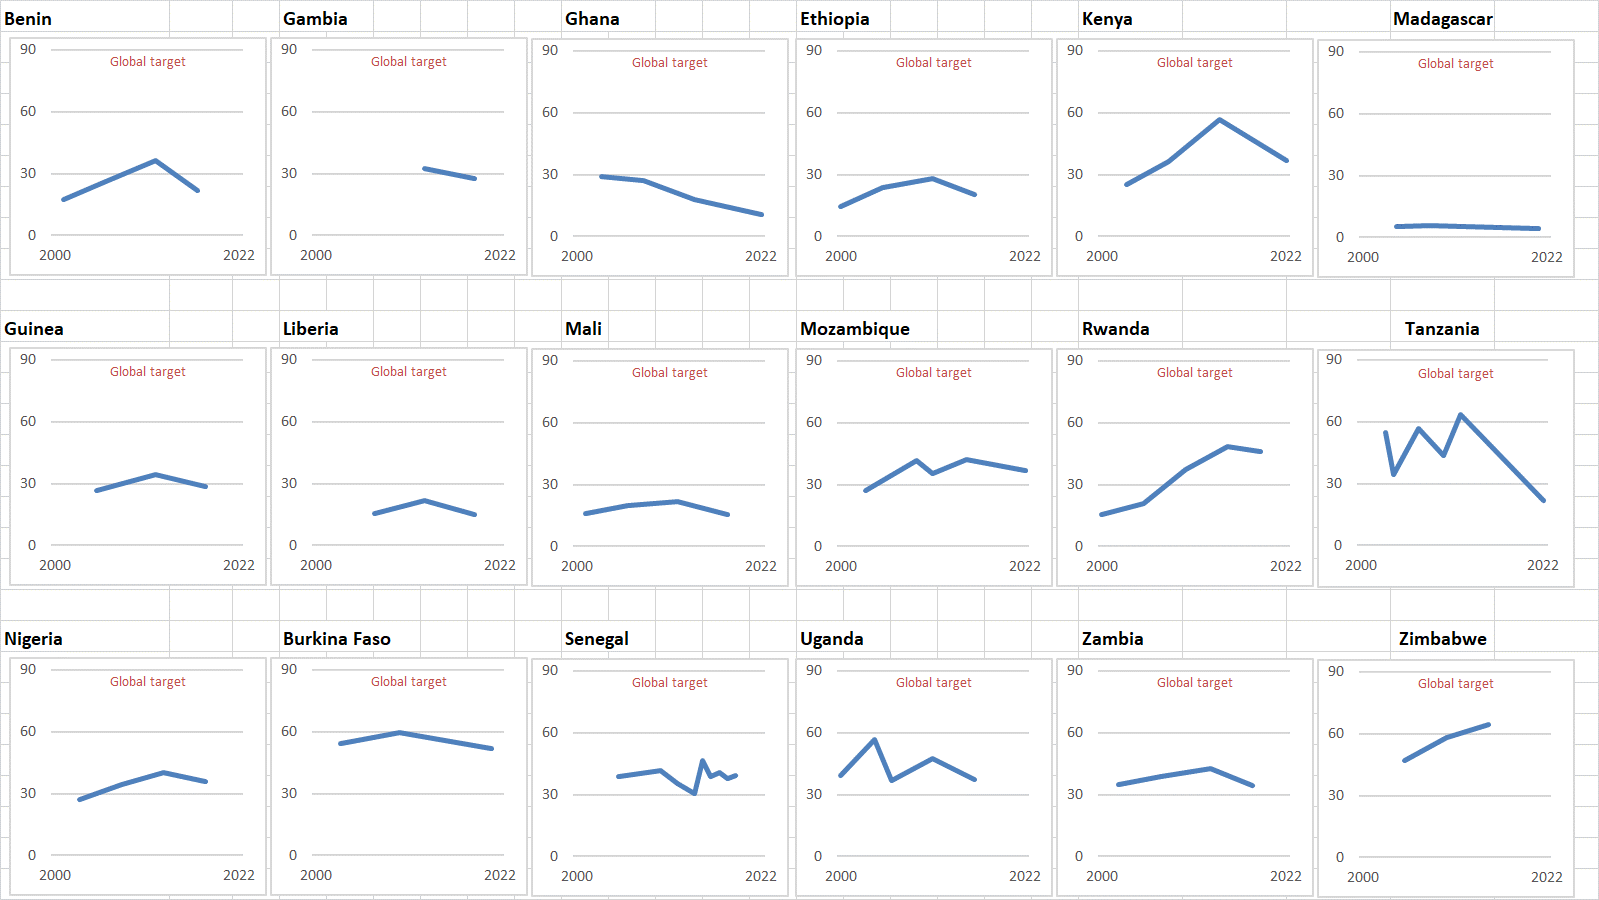 Benin Gambia Ghana Ethiopia Kenya Madagascar
90 90 90 90 90 90
Global target Global target Global target Global target Global target Global target
60 60 60 60 60 60
30 30 30 30 30 30
0 0 0 0 0 0
2000 2022 2000 2022 2000 2022 2000 2022 2000 2022 2000 2022
Guinea Liberia Mali Mozambique Rwanda Tanzania
90 90 90 90 90 90
Global target Global target Global target Global target Global target Global target
60 60 60 60 60 60
30 30 30 30 30 30
0 0 0 0 0 0
2000 2022 2000 2022 2000 2022 2000 2022 2000 2022 2000 2022
Nigeria Burkina Faso Senegal Uganda Zambia Zimbabwe
90 90 90 90 90 90
Global target Global target Global target Global target Global target Global target
60 60 60 60 60 60
30 30 30 30 30 30
0 0 0 0 0 0
2000 2022 2000 2022 2000 2022 2000 2022 2000 2022 2000 2022